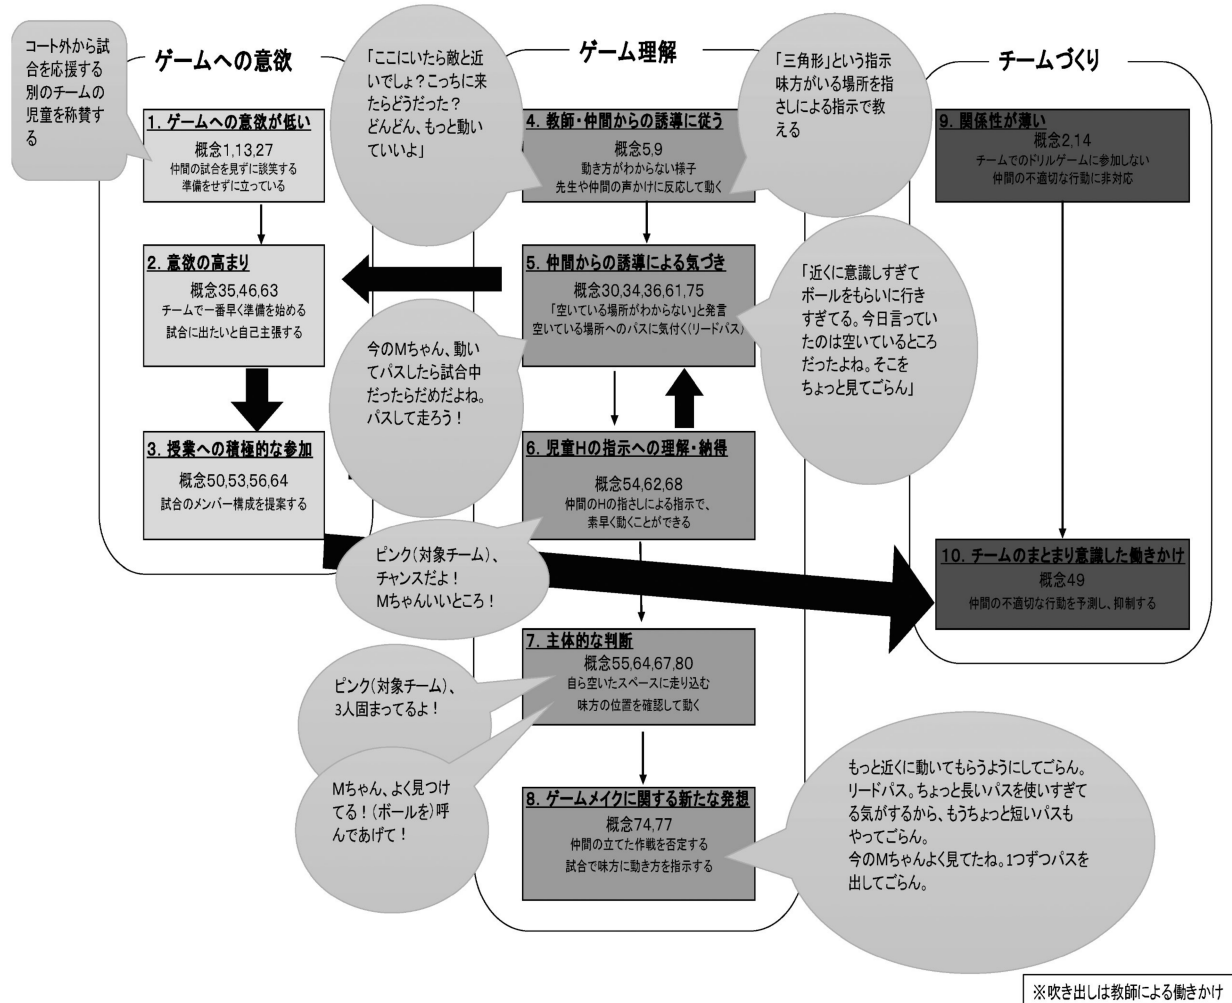 ゲームへの意欲
コート外から試
合を応援する
別のチームの
児童を称賛す
る
1. ゲームへの意欲が低い
概念1,13,27
仲間の試合を見ずに談笑する
準備をせずに立っている
2. 意欲の高まり
概念35,46,63
チームで一番早く準備を始める
試合に出たいと自己主張する
3. 授業への積極的な参加
概念50,53,56,64
試合のメンバー構成を提案する
ゲーム理解
「ここにいたら敵と近
いでしょ?こっちに来
たらどうだった?
どんどん、もっと動い
ていいよ」
「三角形」という指示
味方がいる場所を指
さしによる指示で教
える
4. 教師・仲間からの誘導に従う
概念5,9
動き方がわからない様子
先生や仲間の声かけに反応して動く
5. 仲間からの誘導による気づき
概念30,34,36,61,75
「空いている場所がわからない」と発言
空いている場所へのパスに気付く(リードパス)
「近くに意識しすぎて
ボールをもらいに行き
すぎてる。今日言ってい
たのは空いているところ
だったよね。そこを
ちょっと見てごらん」
今のMちゃん、動い
てパスしたら試合中
だったらだめだよね。
パスして走ろう!
6. 児童Hの指示への理解・納得
概念54,62,68
仲間のHの指さしによる指示で、
素早く動くことができる
ピンク(対象チーム)、
チャンスだよ!
Mちゃんいいところ!
7. 主体的な判断
概念55,64,67,80
自ら空いたスペースに走り込む
味方の位置を確認して動く
ピンク(対象チーム)、
3人固まってるよ!
Mちゃん、よく見つけ
てる!(ボールを)呼
んであげて!
8. ゲームメイクに関する新たな発想
概念74,77
仲間の立てた作戦を否定する
試合で味方に動き方を指示する
もっと近くに動いてもらうようにしてごらん。
リードパス。ちょっと長いパスを使いすぎて
る気がするから、もうちょっと短いパスも
やってごらん。
今のMちゃんよく見てたね。1つずつパスを
出してごらん。
チームづくり
9. 関係性が薄い
概念2,14
チームでのドリルゲームに参加しない
仲間の不適切な行動に非対応
10. チームのまとまり意識した働きかけ
概念49
仲間の不適切な行動を予測し、抑制する
※吹き出しは教師による働きかけ